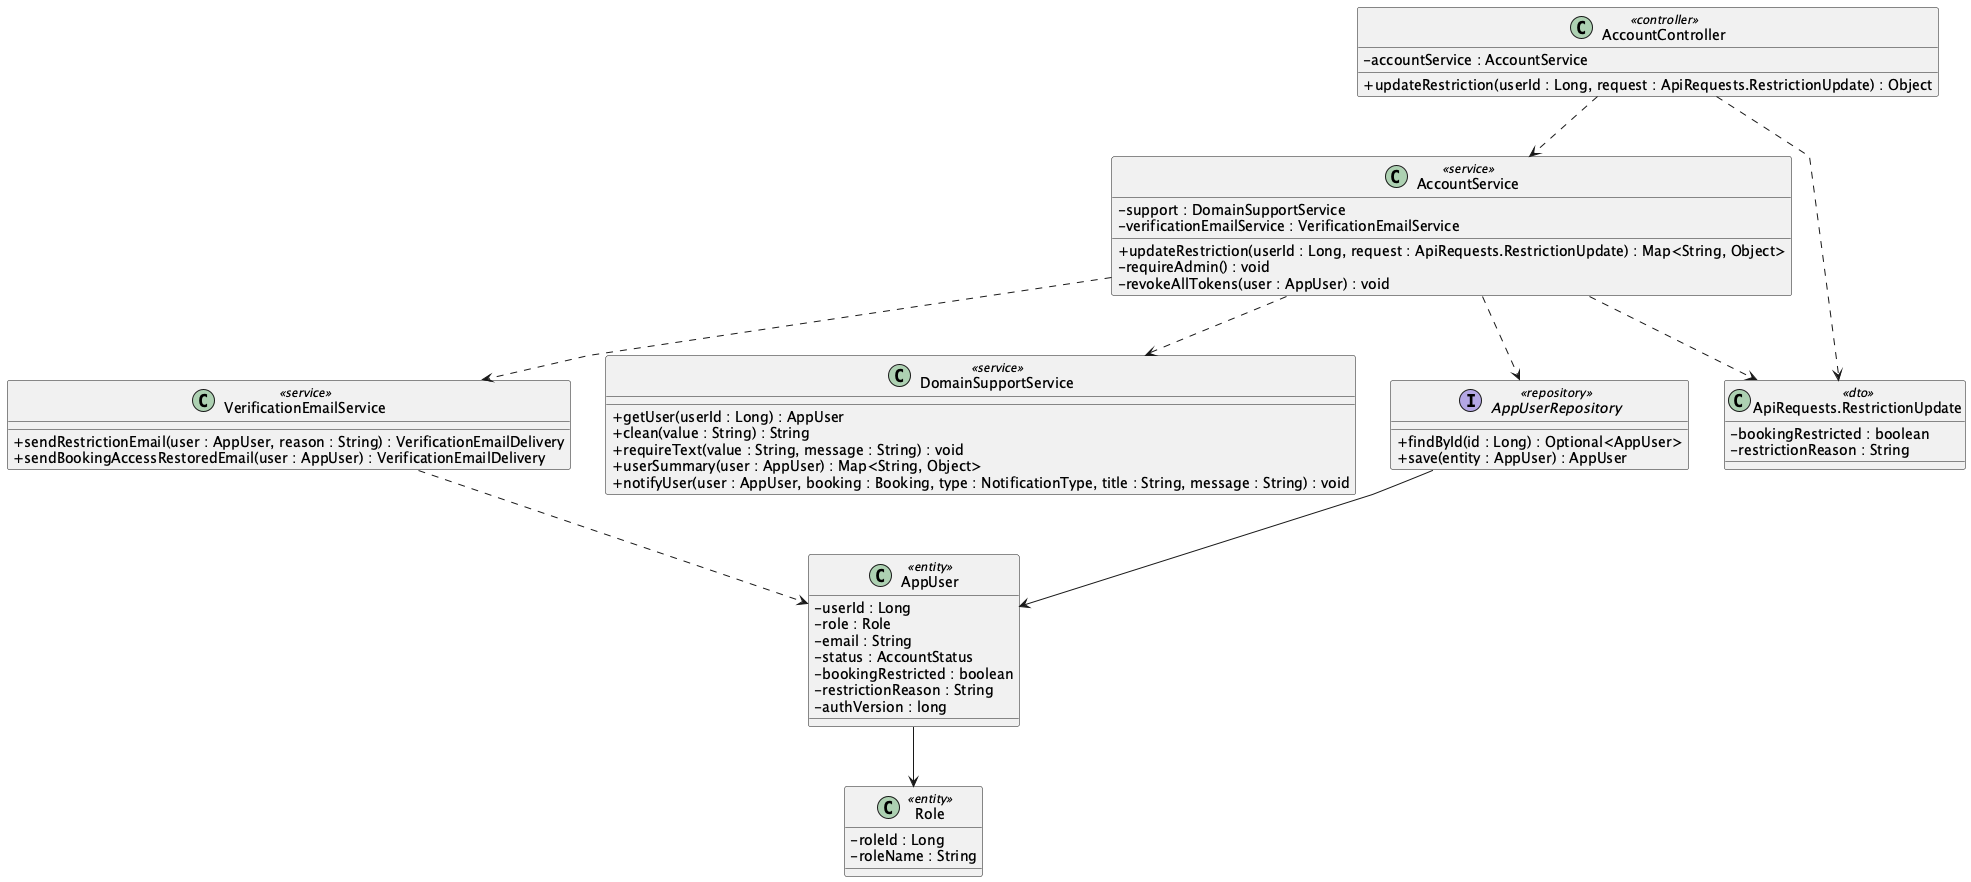 «controller»
C AccountController
-accountService : AccountService
+updateRestriction(userId : Long, request : ApiRequests.RestrictionUpdate) : Object
«service»
C AccountService
-support : DomainSupportService
-verificationEmailService : VerificationEmailService
+updateRestriction(userId : Long, request : ApiRequests.RestrictionUpdate) : Map<String, Object>
-requireAdmin() : void
-revokeAllTokens(user : AppUser) : void
«service»
C VerificationEmailService
+sendRestrictionEmail(user : AppUser, reason : String) : VerificationEmailDelivery
+sendBookingAccessRestoredEmail(user : AppUser) : VerificationEmailDelivery
«service»
C DomainSupportService
+getUser(userId : Long) : AppUser
+clean(value : String) : String
+requireText(value : String, message : String) : void
+userSummary(user : AppUser) : Map<String, Object>
+notifyUser(user : AppUser, booking : Booking, type : NotificationType, title : String, message : String) : void
«repository»
I AppUserRepository
+findById(id : Long) : Optional<AppUser>
+save(entity : AppUser) : AppUser
«dto»
C ApiRequests.RestrictionUpdate
-bookingRestricted : boolean
-restrictionReason : String
«entity»
C AppUser
-userId : Long
-role : Role
-email : String
-status : AccountStatus
-bookingRestricted : boolean
-restrictionReason : String
-authVersion : long
«entity»
C Role
-roleId : Long
-roleName : String